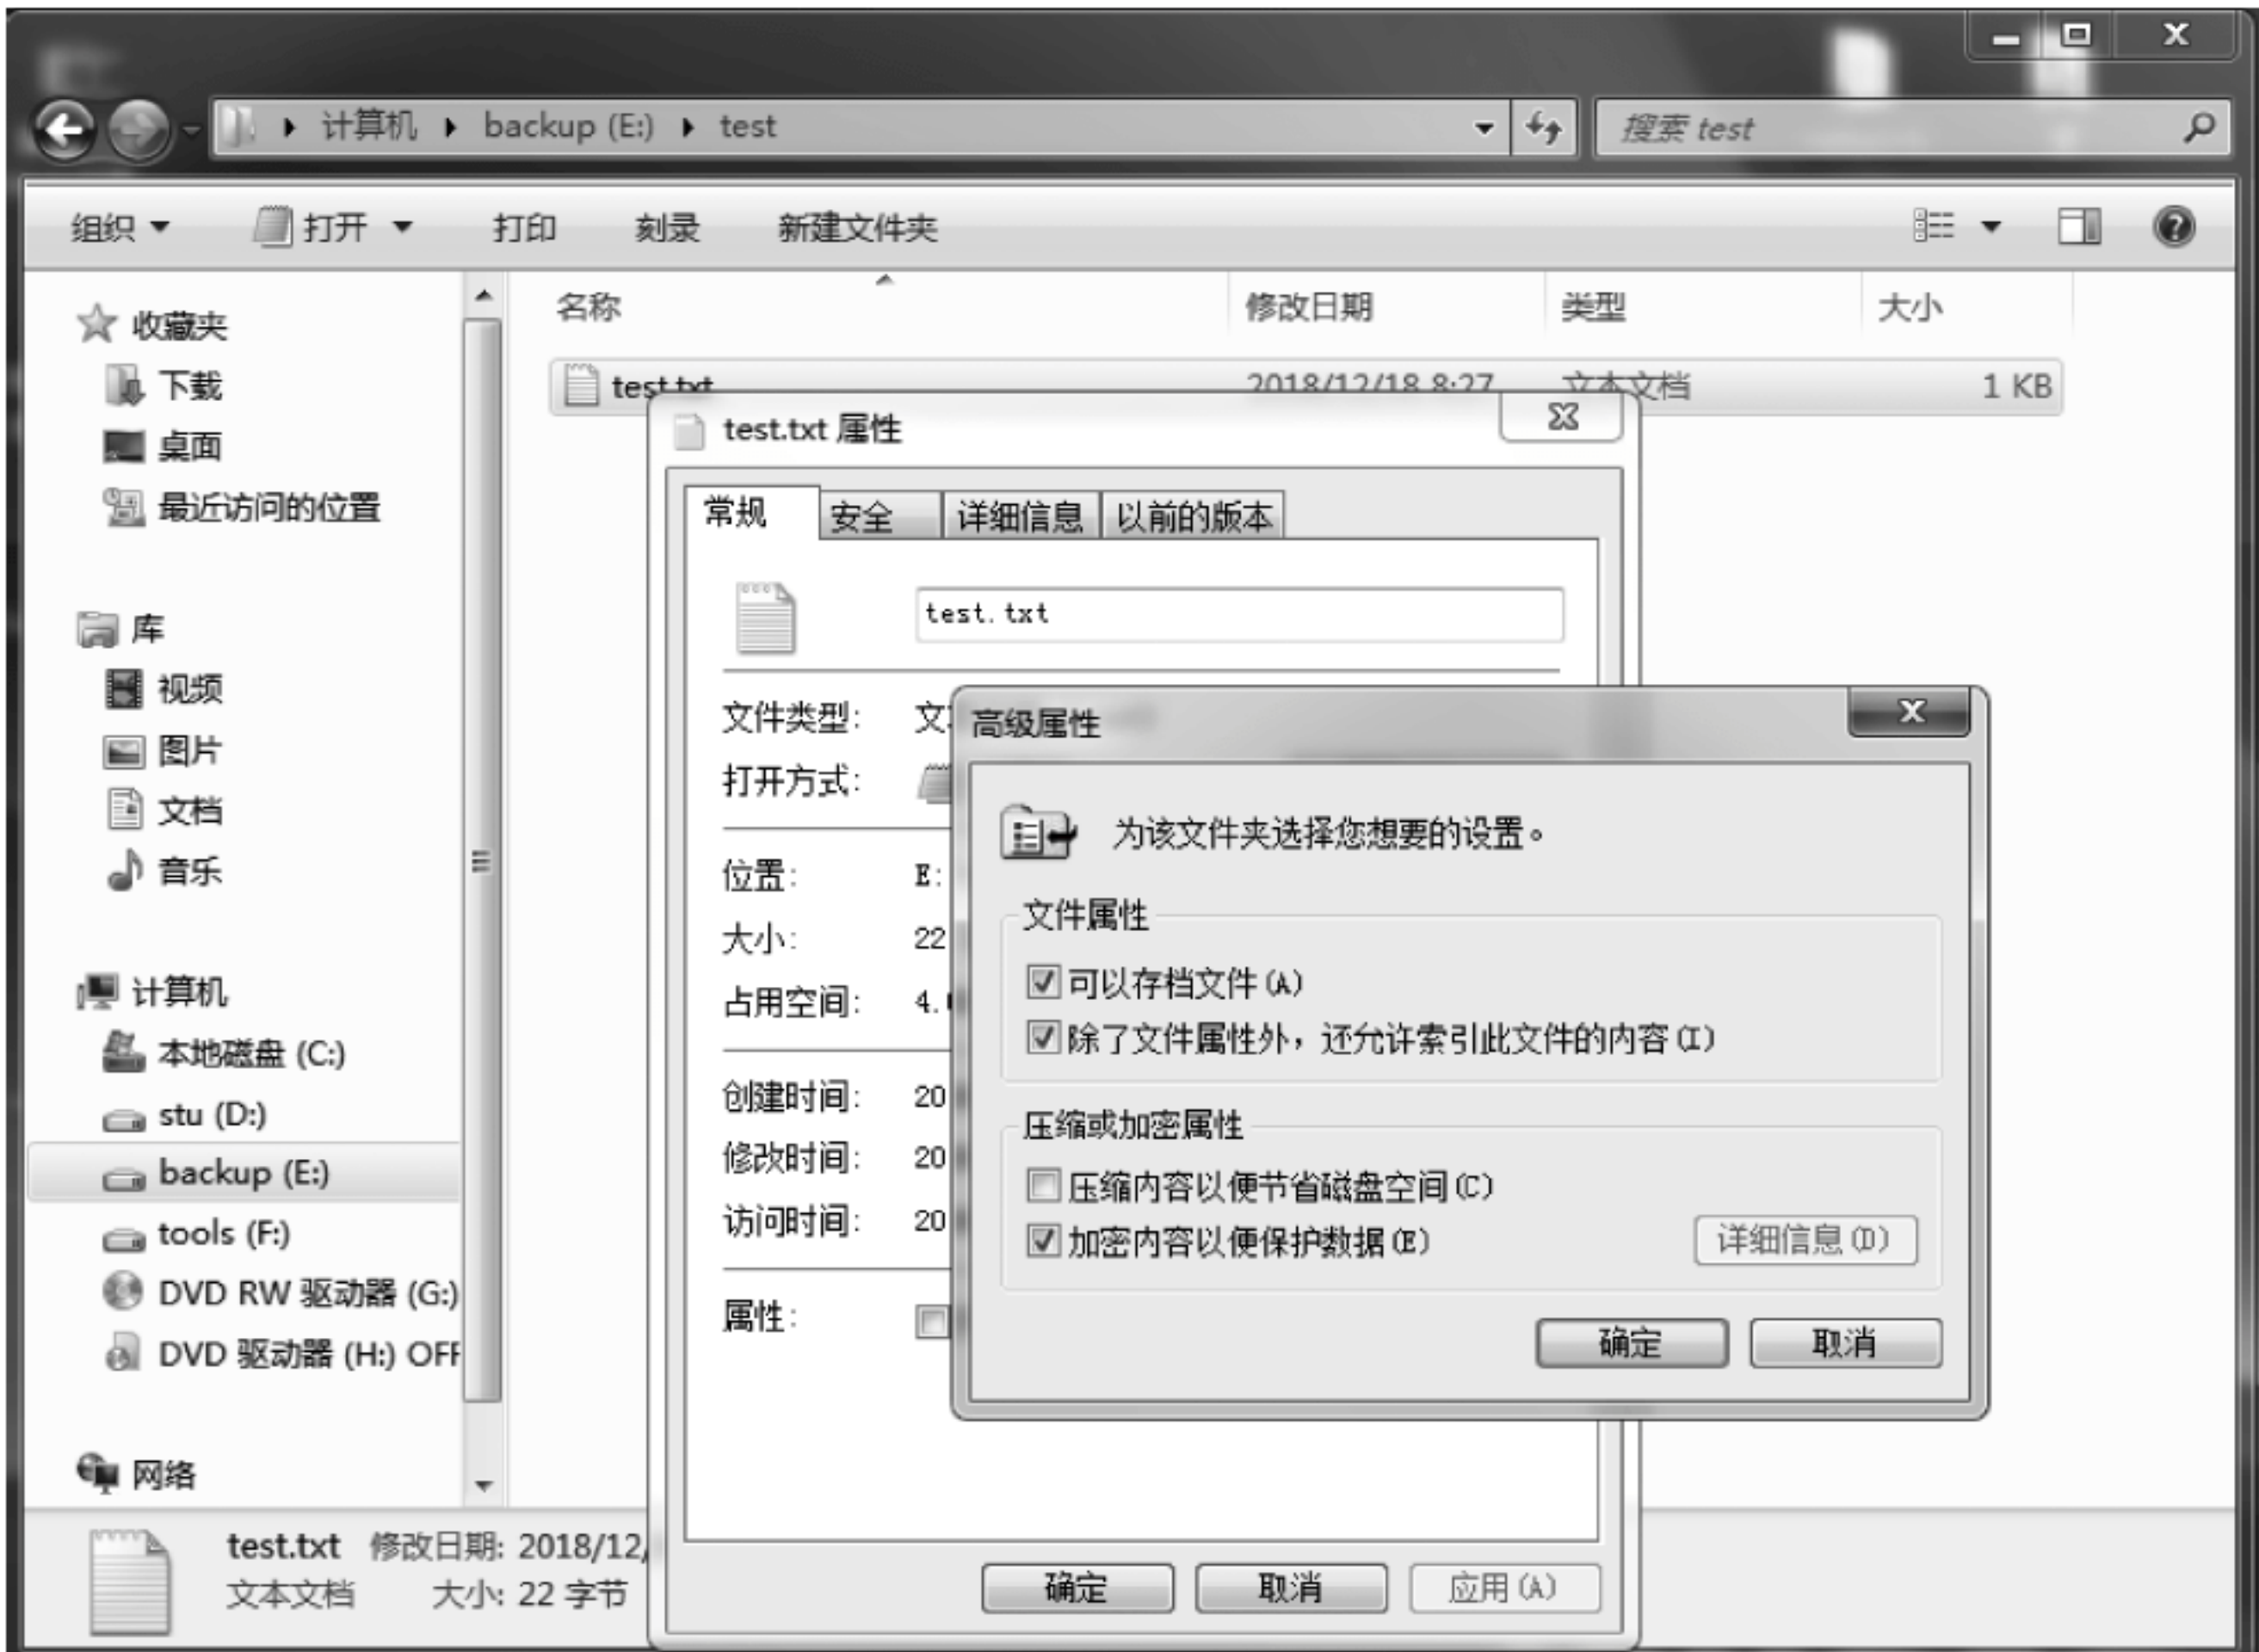 计算机 backup (E:) test
搜索 test
组织 打开 打印 刻录 新建文件夹
收藏夹
下载
桌面
最近访问的位置
库
视频
图片
文档
音乐
计算机
本地磁盘 (C:)
stu (D:)
backup (E:)
tools (F:)
DVD RW 驱动器 (G:)
DVD 驱动器 (H:) OFF
网络
名称 修改日期 类型 大小
test.txt 2018/12/18 8:27 文本文档 1 KB
test.txt 属性
常规 安全 详细信息 以前的版本
test.txt
文件类型:
打开方式:
位置: E:
大小: 22
占用空间: 4.
创建时间: 20
修改时间: 20
访问时间: 20
属性:
确定 取消 应用(A)
高级属性
为该文件夹选择您想要的设置。
文件属性
可以存档文件(A)
除了文件属性外，还允许索引此文件的内容(I)
压缩或加密属性
压缩内容以便节省磁盘空间(C)
加密内容以便保护数据(E)
详细信息(D)
确定 取消
test.txt 修改日期: 2018/12/
文本文档 大小: 22 字节